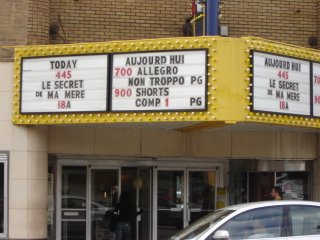 TODAY
445
LE SECRET
DE MA MERE
18A
AUJOURD HUI
700 ALLEGRO
NON TROPPO PG
900 SHORTS
COMP 1 PG
AUJOURD HUI
445
LE SECRET
DE MA MERE
18A